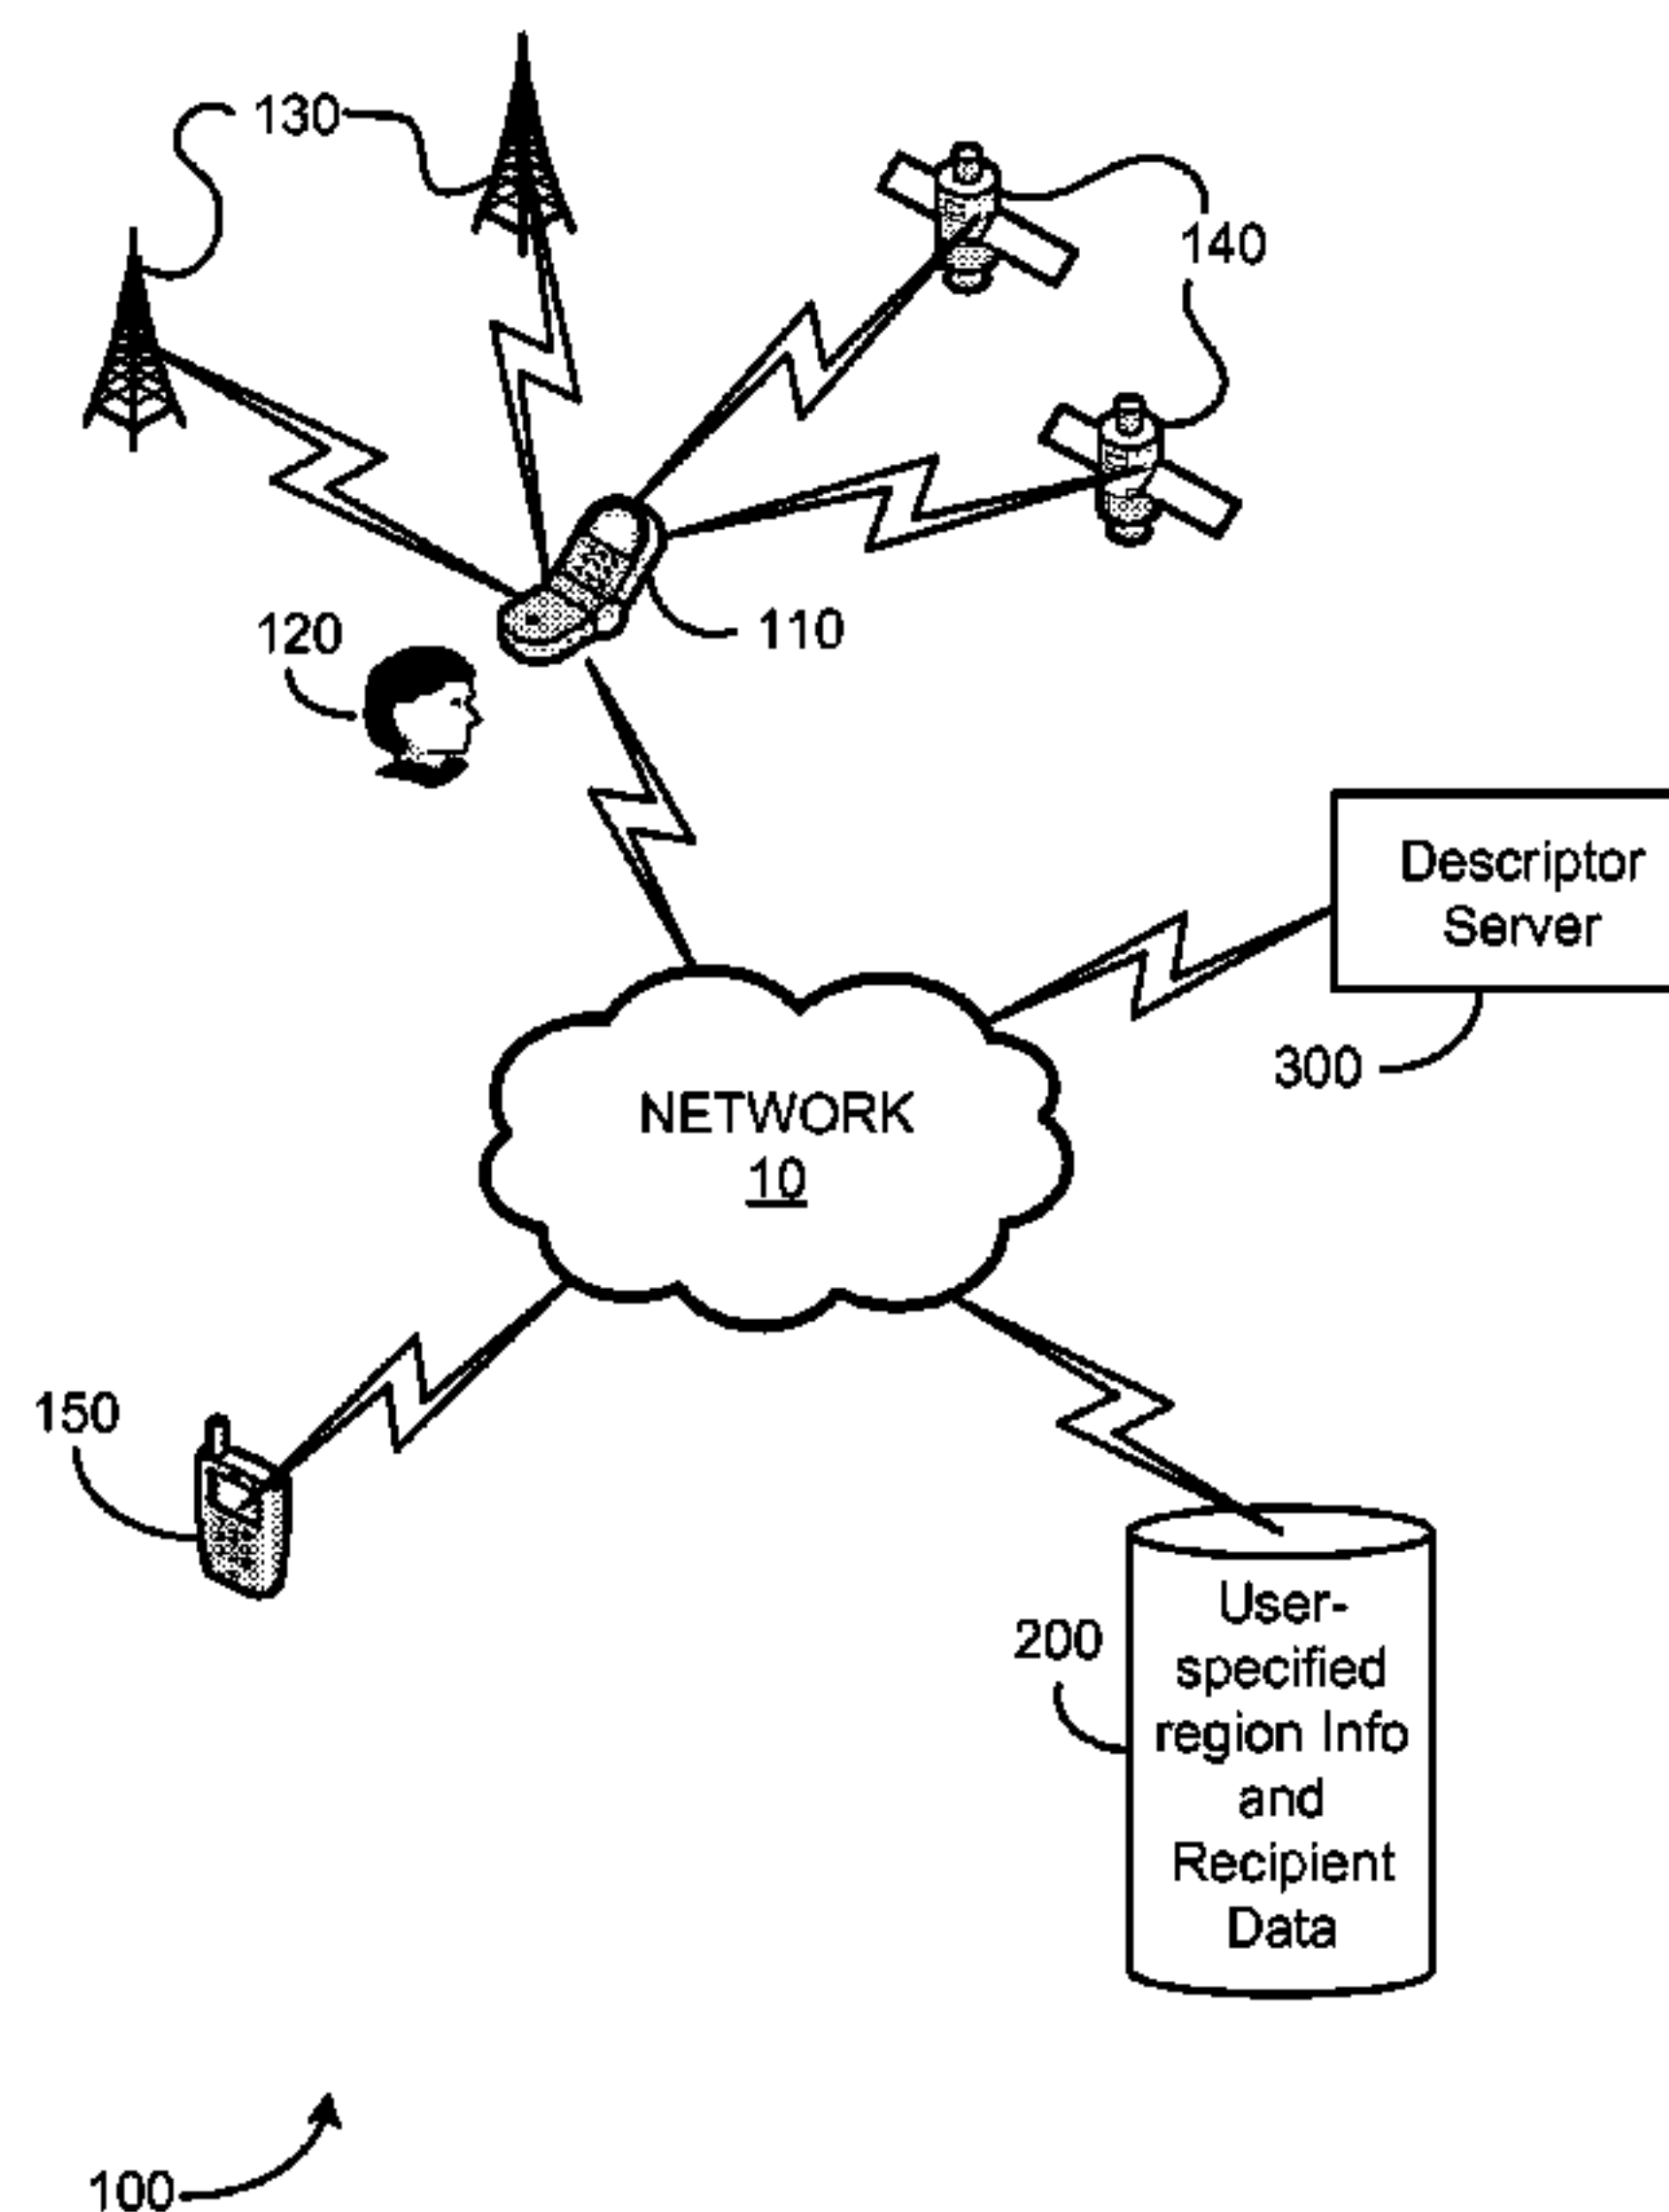 130
140
120
110
Descriptor
Server
300
NETWORK
10
150
200
User-
specified
region Info
and
Recipient
Data
100